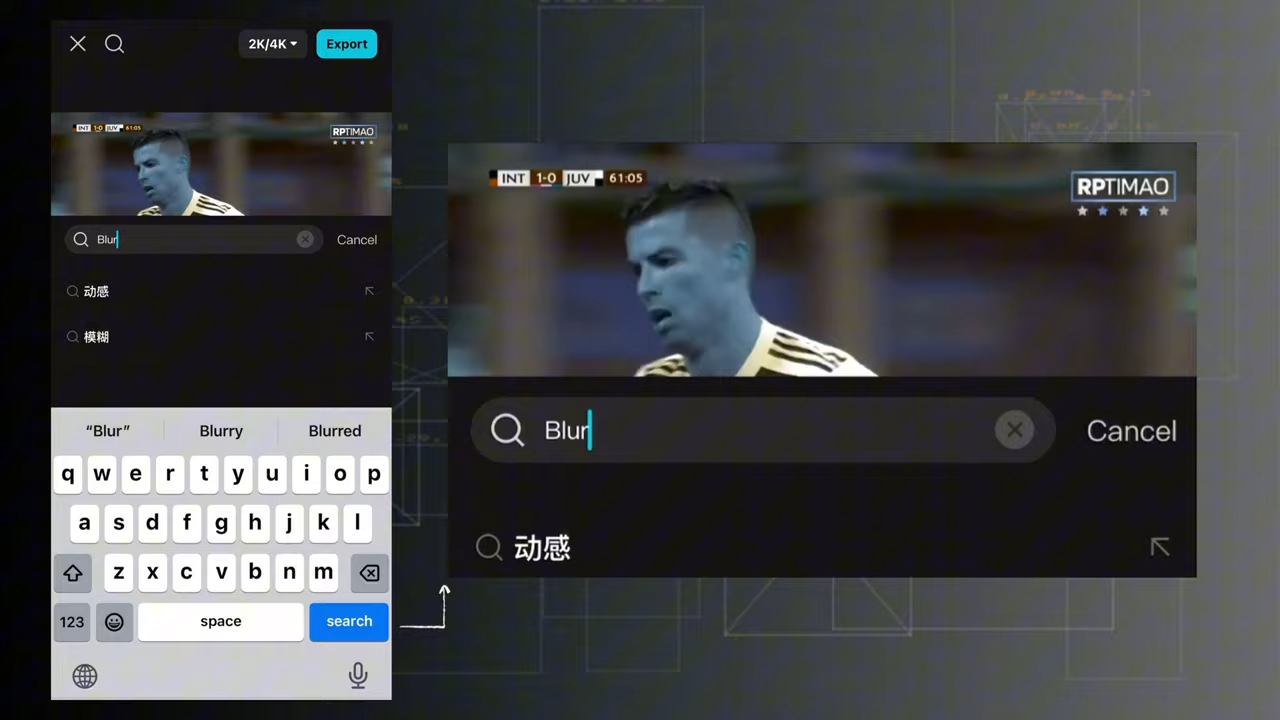 2K/4K
Export
INT 1-0 JUV 61:05
RPTIMAO
Blur
Cancel
动感
模糊
“Blur” Blurry Blurred
q w e r t y u i o p
a s d f g h j k l
z x c v b n m
123 space search
INT 1-0 JUV 61:05
RPTIMAO
Blur
Cancel
动感